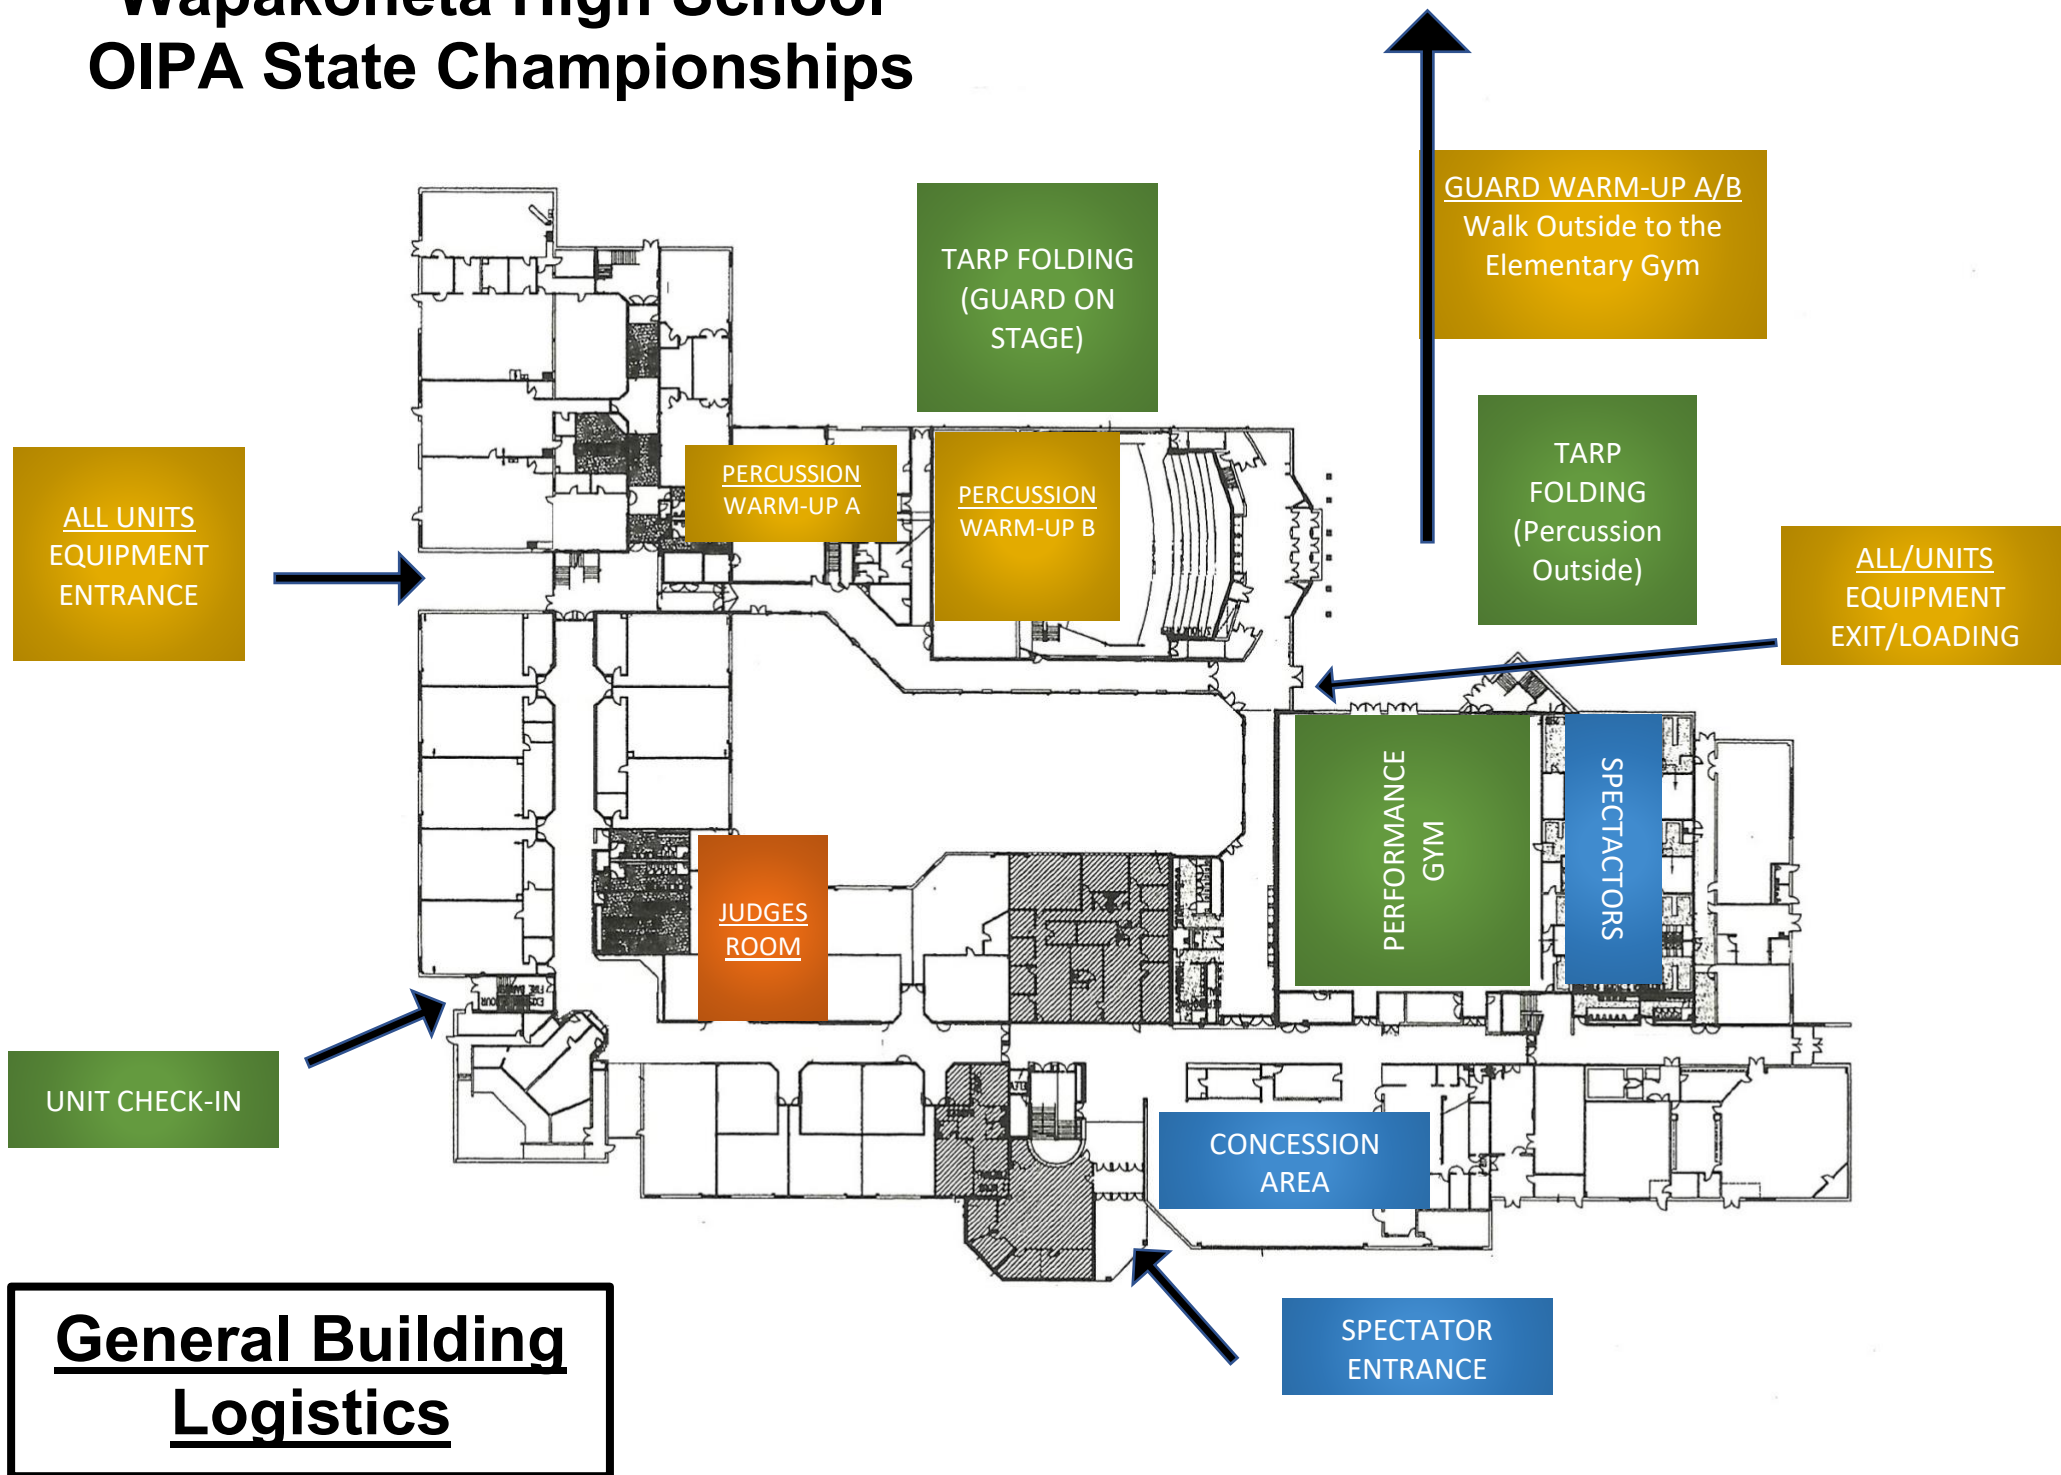 Wapakoneta High School
OIPA State Championships
GUARD WARM-UP A/B
Walk Outside to the
Elementary Gym
TARP FOLDING
(GUARD ON
STAGE)
TARP
FOLDING
(Percussion
Outside)
ALL UNITS
EQUIPMENT
ENTRANCE
PERCUSSION
WARM-UP A
PERCUSSION
WARM-UP B
ALL/UNITS
EQUIPMENT
EXIT/LOADING
PERFORMANCE
GYM
SPECTACTORS
JUDGES
ROOM
UNIT CHECK-IN
CONCESSION
AREA
SPECTATOR
ENTRANCE
General Building
Logistics